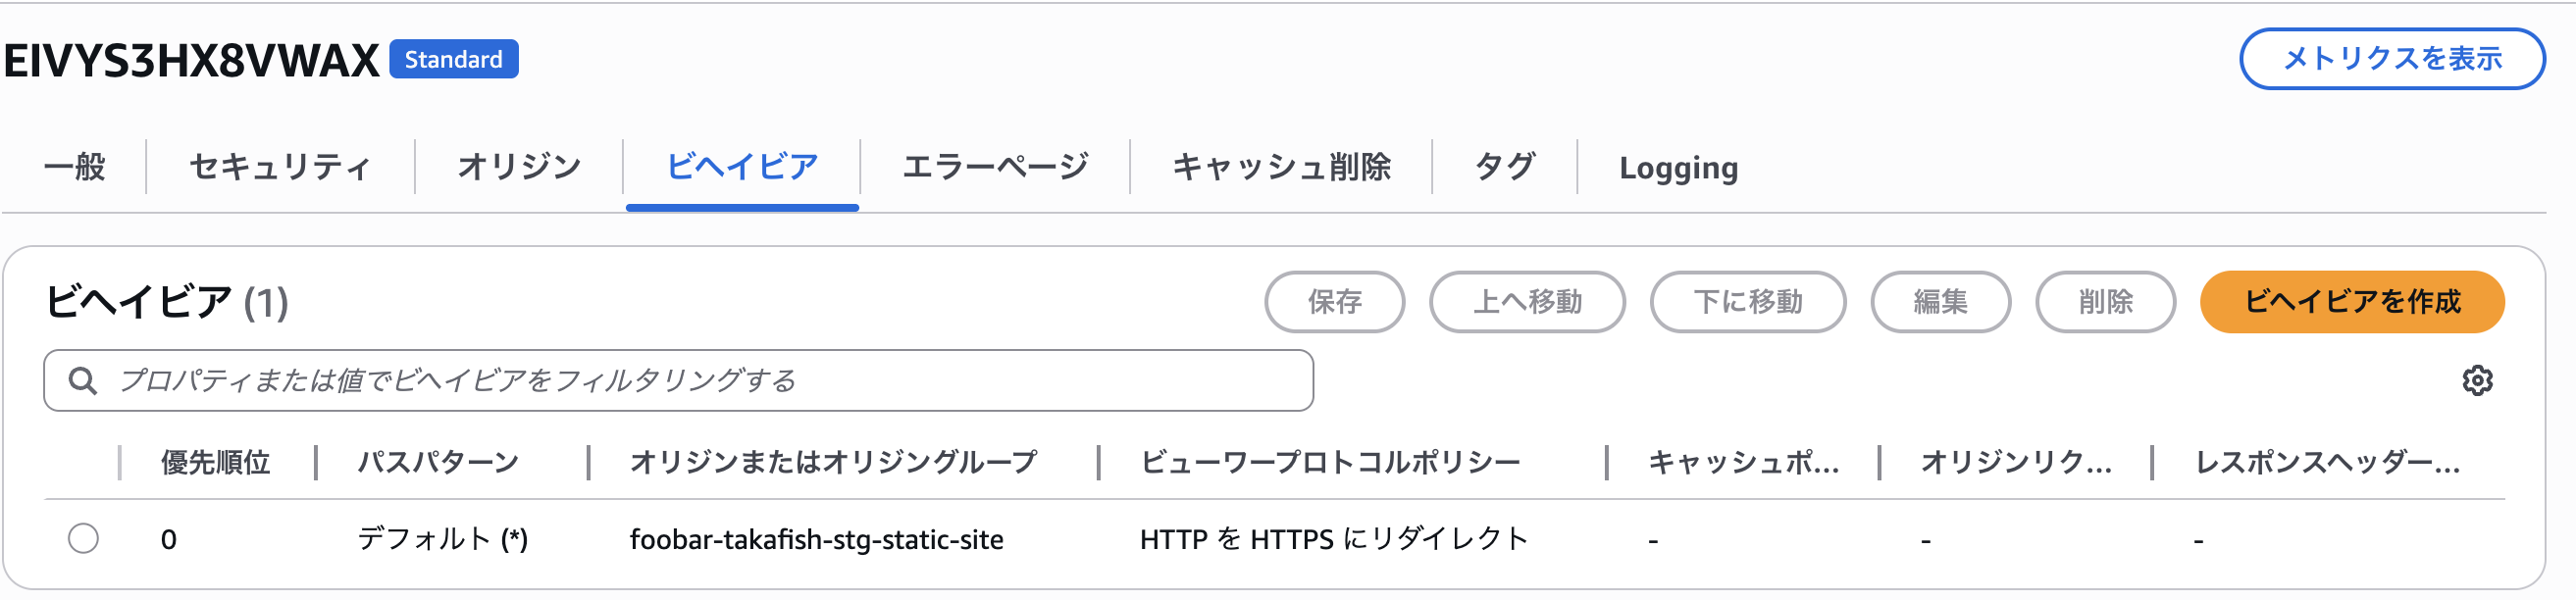 EIVYS3HX8VWAX Standard メトリクスを表示
一般 セキュリティ オリジン ビヘイビア エラーページ キャッシュ削除 タグ Logging
ビヘイビア (1) 保存 上へ移動 下に移動 編集 削除 ビヘイビアを作成
プロパティまたは値でビヘイビアをフィルタリングする
優先順位 パスパターン オリジンまたはオリジングループ ビューワープロトコルポリシー キャッシュポ... オリジンリク... レスポンスヘッダー...
0 デフォルト (*) foobar-takafish-stg-static-site HTTP を HTTPS にリダイレクト - - -